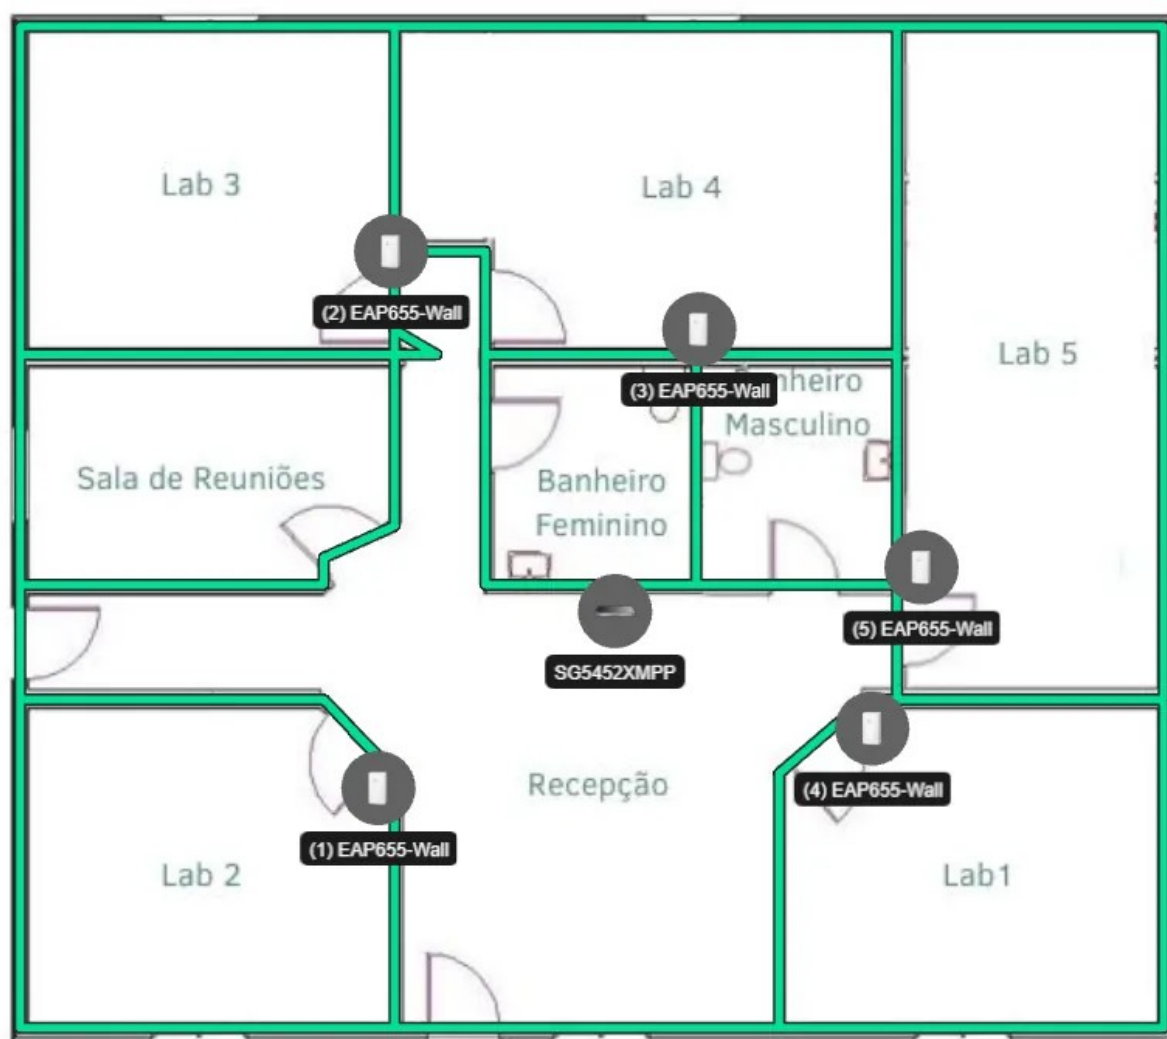 Lab 3
Lab 4
(2) EAP655-Wall
Lab 5
(3) EAP655-Wall
Masculino
Sala de Reuniões
Banheiro
Feminino
(5) EAP655-Wall
SG5452XMPP
(4) EAP655-Wall
Recepção
(1) EAP655-Wall
Lab 2
Lab1